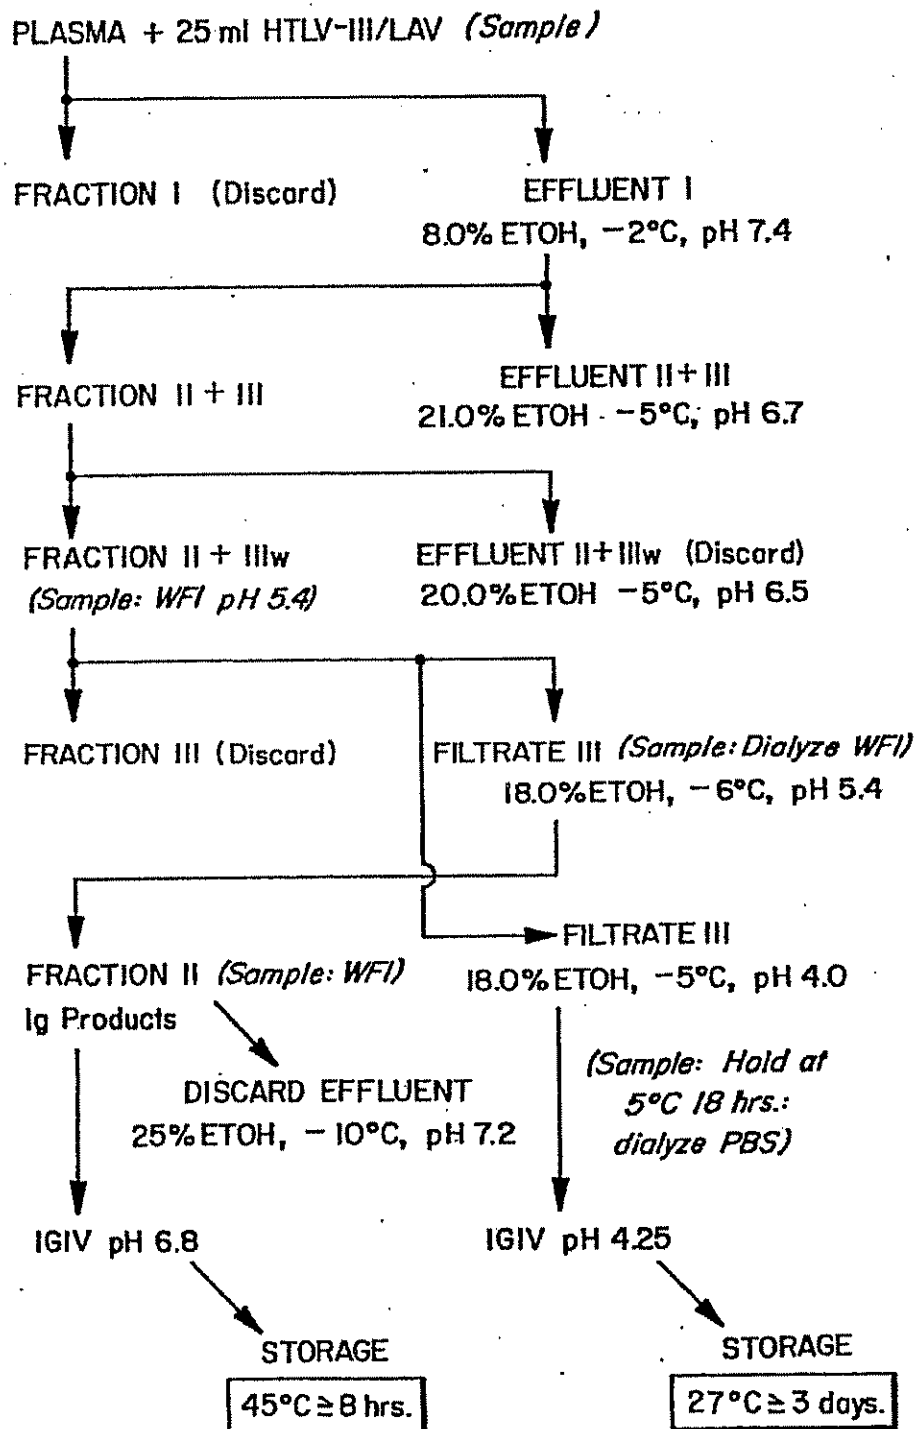 PLASMA + 25 ml HTLV-III/LAV (Sample)
FRACTION I (Discard)
EFFLUENT I
8.0% ETOH, −2°C, pH 7.4
FRACTION II + III
EFFLUENT II+III
21.0% ETOH -5°C, pH 6.7
FRACTION II + IIIw
(Sample: WFI pH 5.4)
EFFLUENT II+IIIw (Discard)
20.0% ETOH −5°C, pH 6.5
FRACTION III (Discard)
FILTRATE III (Sample: Dialyze WFI)
18.0% ETOH, −6°C, pH 5.4
FILTRATE III
18.0% ETOH, −5°C, pH 4.0
FRACTION II (Sample: WFI)
Ig Products
(Sample: Hold at
5°C 18 hrs.:
dialyze PBS)
DISCARD EFFLUENT
25% ETOH, −10°C, pH 7.2
IGIV pH 6.8
IGIV pH 4.25
STORAGE
45°C ≥ 8 hrs.
STORAGE
27°C ≥ 3 days.